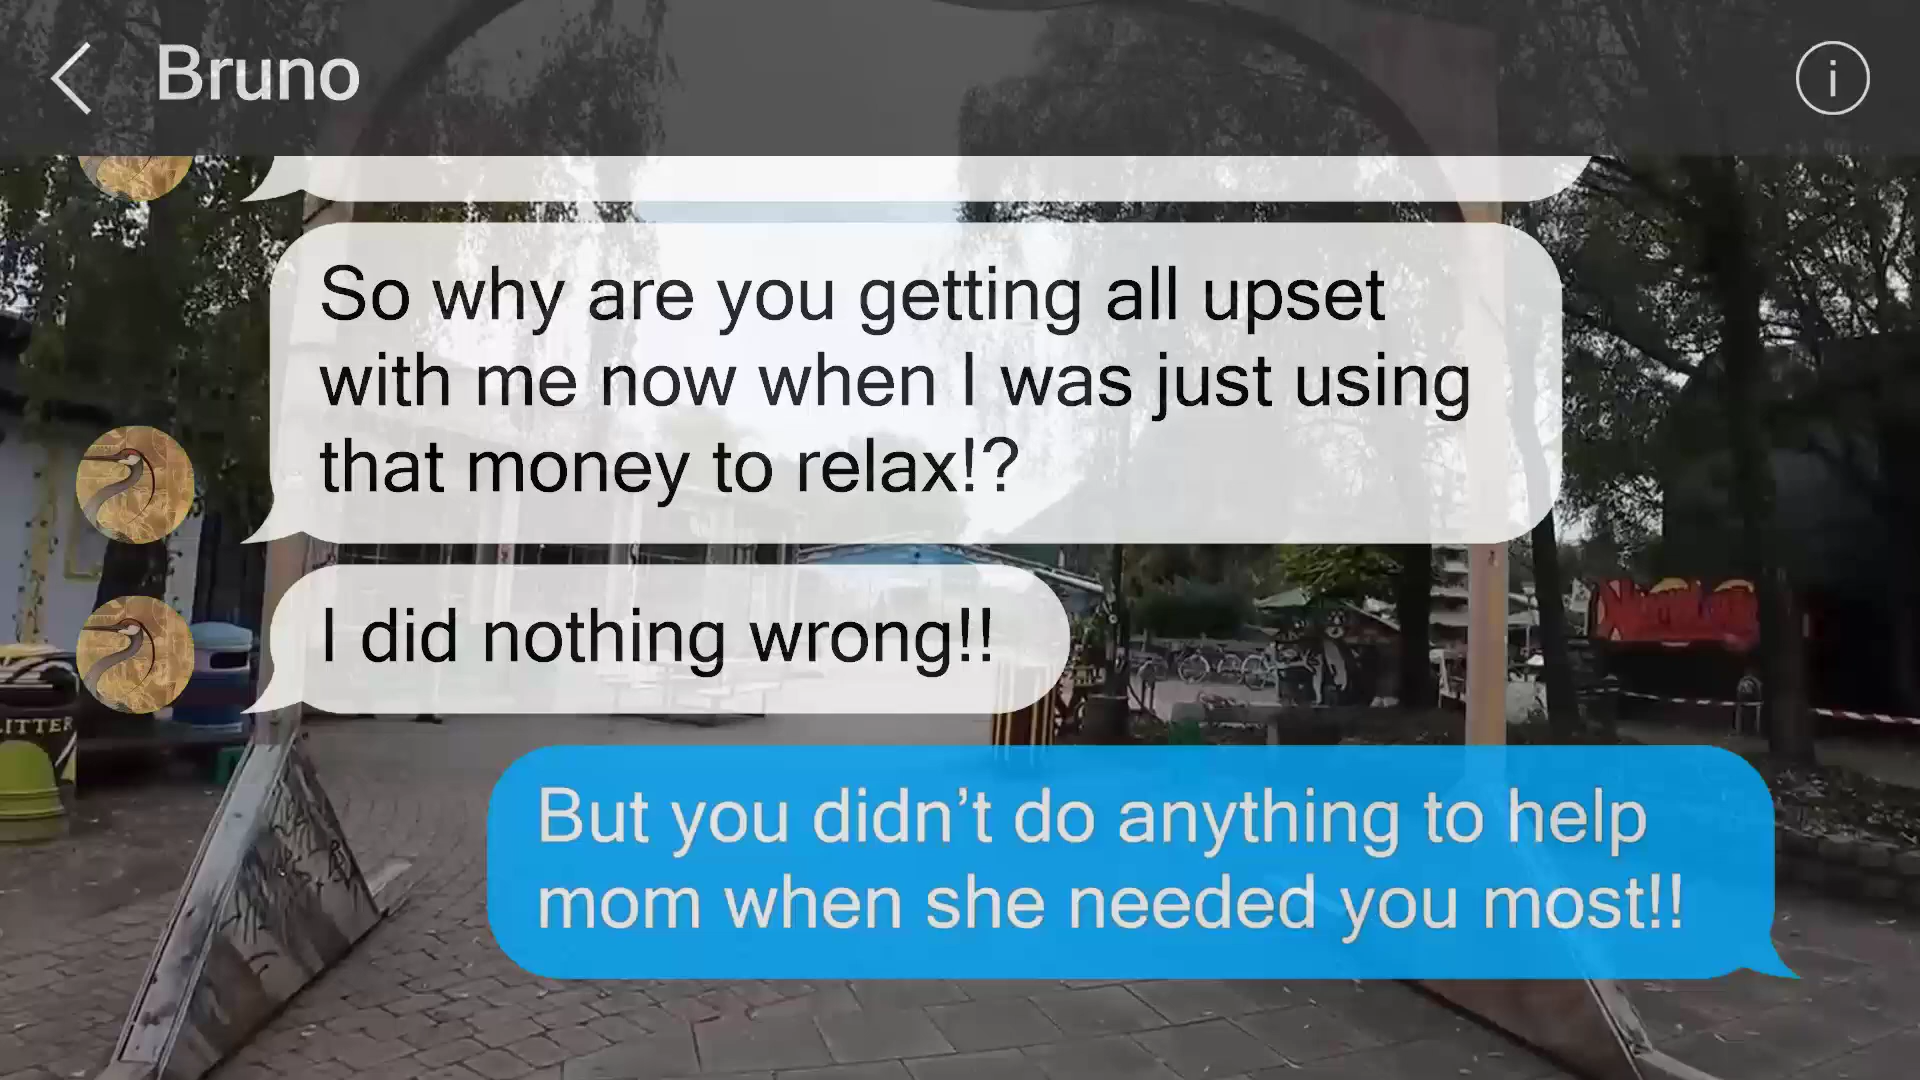 Bruno
So why are you getting all upset
with me now when I was just using
that money to relax!?
I did nothing wrong!!
But you didn’t do anything to help
mom when she needed you most!!
LITTER